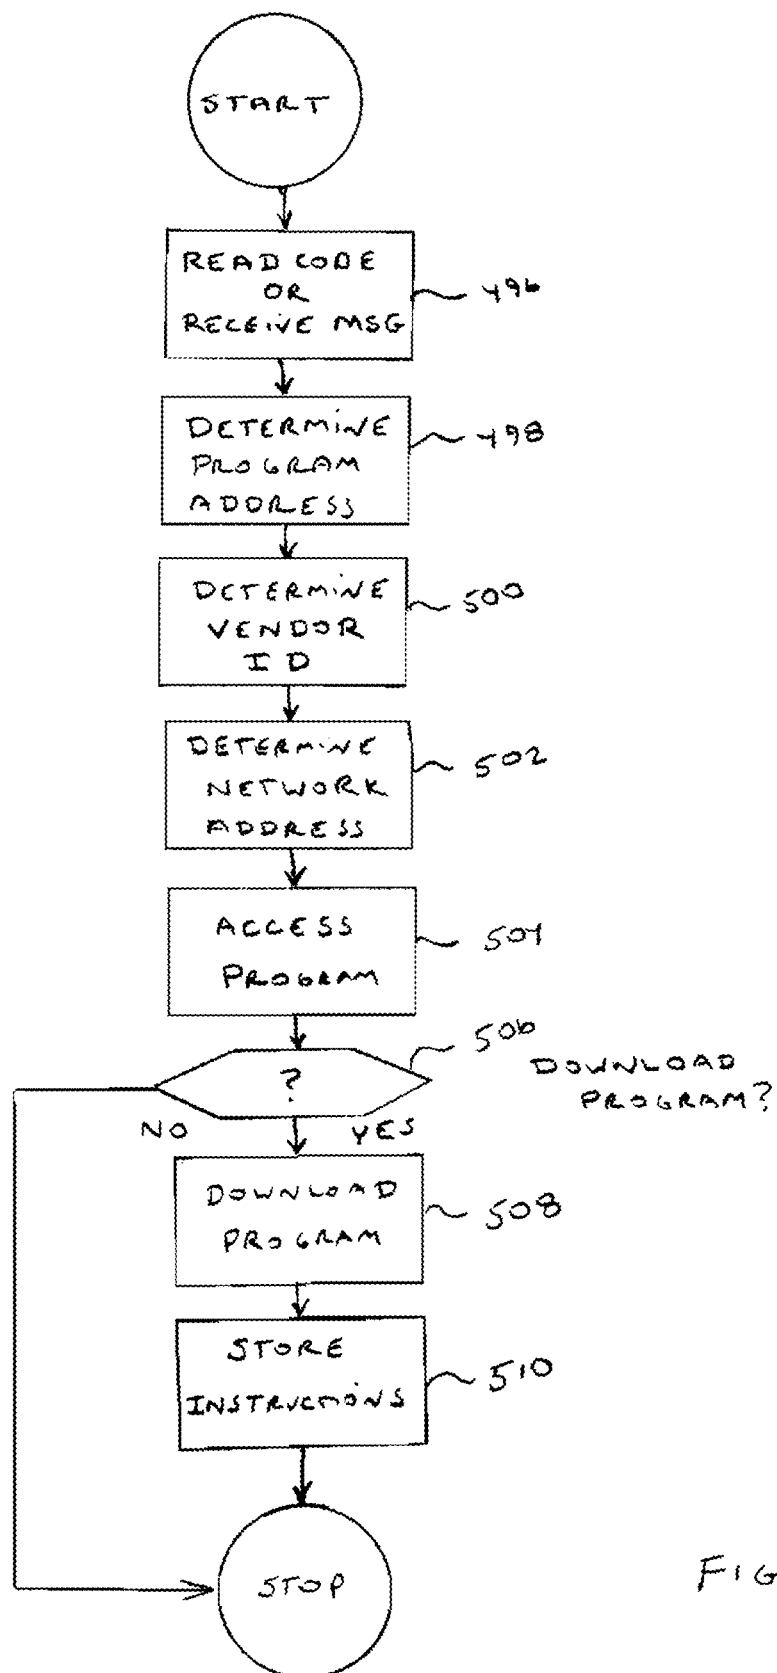 START
READ CODE
OR
RECEIVE MSG
496
DETERMINE
PROGRAM
ADDRESS
498
DETERMINE
VENDOR
ID
500
DETERMINE
NETWORK
ADDRESS
502
ACCESS
PROGRAM
504
?
506
DOWNLOAD
PROGRAM?
NO
YES
DOWNLOAD
PROGRAM
508
STORE
INSTRUCTIONS
510
STOP
FIG